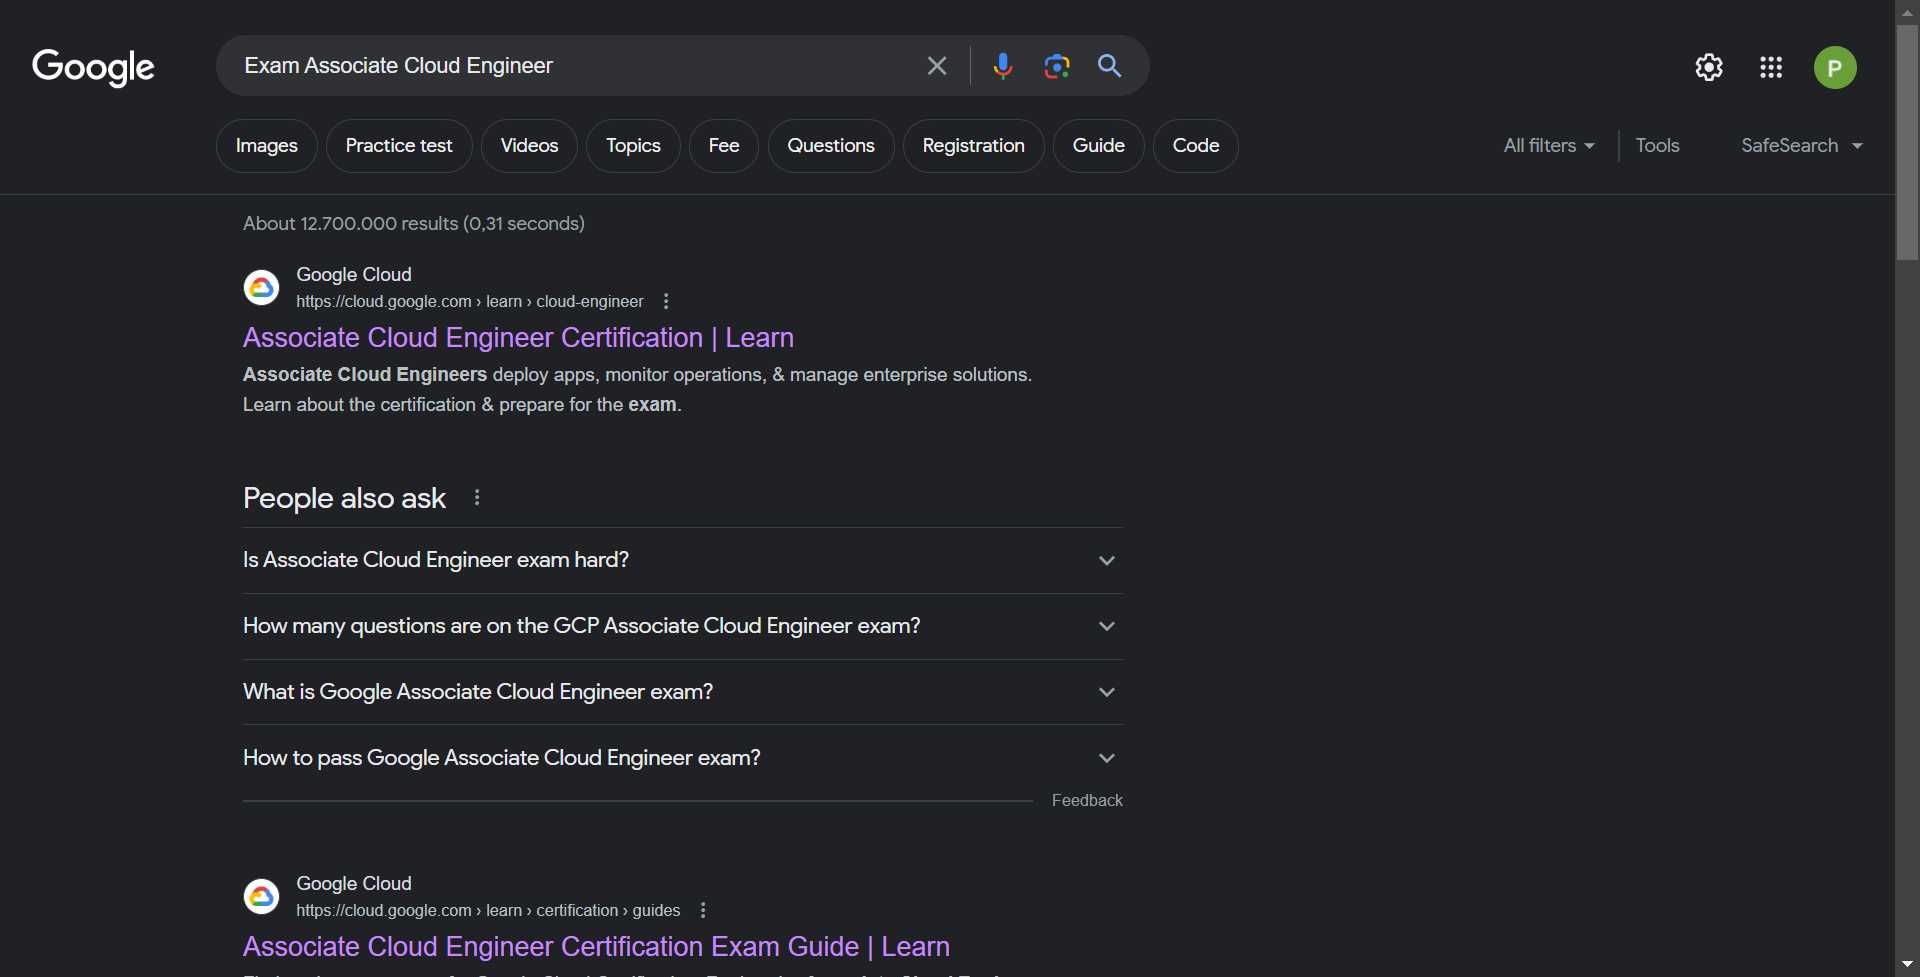 Google
Exam Associate Cloud Engineer
P
Images
Practice test
Videos
Topics
Fee
Questions
Registration
Guide
Code
All filters
Tools
SafeSearch
About 12.700.000 results (0,31 seconds)
Google Cloud
https://cloud.google.com › learn › cloud-engineer
Associate Cloud Engineer Certification | Learn
Associate Cloud Engineers deploy apps, monitor operations, & manage enterprise solutions.
Learn about the certification & prepare for the exam.
People also ask
Is Associate Cloud Engineer exam hard?
How many questions are on the GCP Associate Cloud Engineer exam?
What is Google Associate Cloud Engineer exam?
How to pass Google Associate Cloud Engineer exam?
Feedback
Google Cloud
https://cloud.google.com › learn › certification › guides
Associate Cloud Engineer Certification Exam Guide | Learn